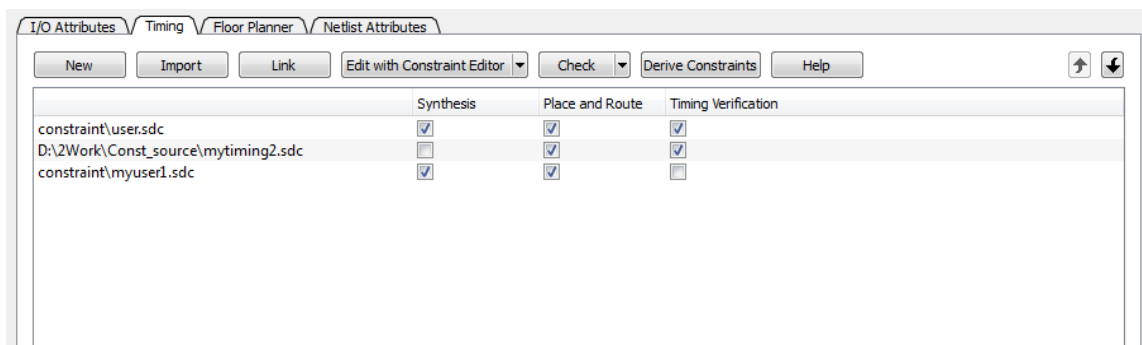 I/O Attributes Timing Floor Planner Netlist Attributes
New Import Link Edit with Constraint Editor Check Derive Constraints Help
Synthesis Place and Route Timing Verification
constraint\user.sdc
D:\2Work\Const_source\mytiming2.sdc
constraint\myuser1.sdc